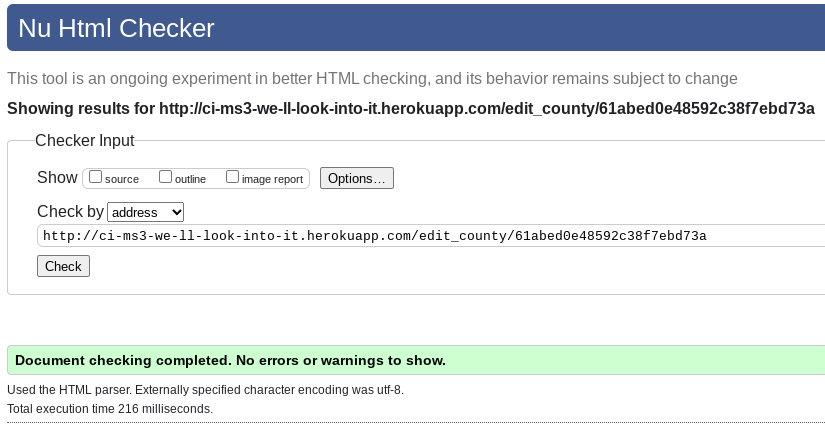 Nu Html Checker
This tool is an ongoing experiment in better HTML checking, and its behavior remains subject to change
Showing results for http://ci-ms3-we-ll-look-into-it.herokuapp.com/edit_county/61abed0e48592c38f7ebd73a
Checker Input
Show source outline image report Options...
Check by address
http://ci-ms3-we-ll-look-into-it.herokuapp.com/edit_county/61abed0e48592c38f7ebd73a
Check
Document checking completed. No errors or warnings to show.
Used the HTML parser. Externally specified character encoding was utf-8.
Total execution time 216 milliseconds.